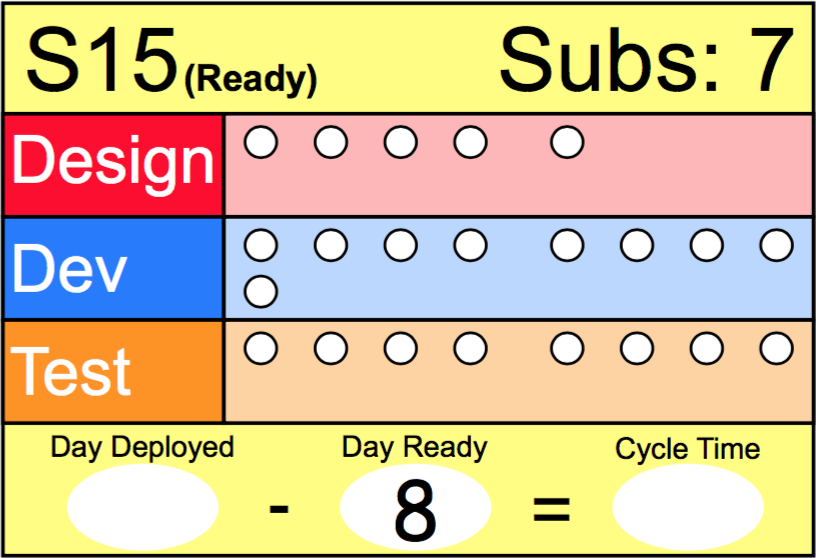 S15 (Ready) Subs: 7
Design
Dev
Test
Day Deployed Day Ready Cycle Time
- 8 =